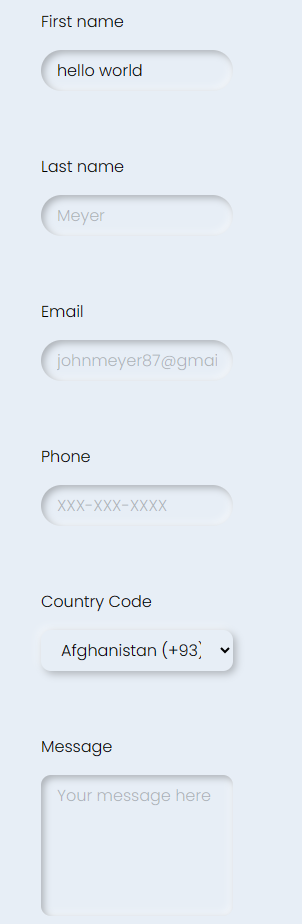 First name
hello world
Last name
Meyer
Email
johnmeyer87@gmai
Phone
XXX-XXX-XXXX
Country Code
Afghanistan (+93)
Message
Your message here